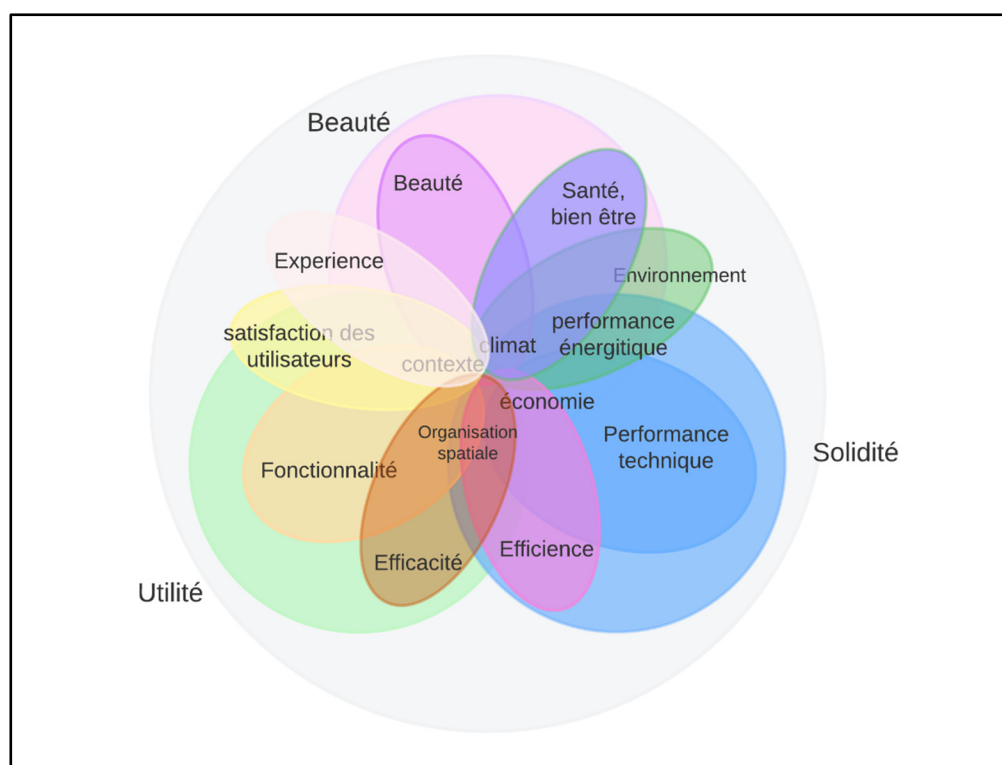 Beauté
Beauté
Santé,
bien être
Experience
Environnement
satisfaction des
utilisateurs
performance
énergitique
climat
contexte
économie
Organisation
spatiale
Performance
technique
Solidité
Fonctionnalité
Efficacité
Efficience
Utilité